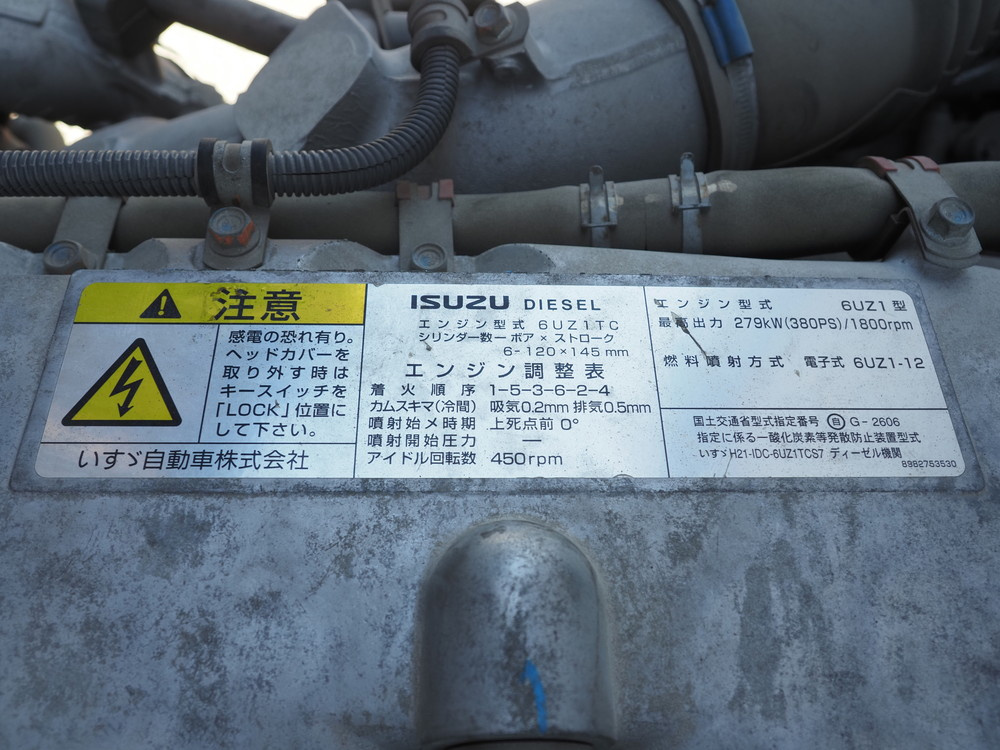 注意
感電の恐れ有り。
ヘッドカバーを
取り外す時は
キースイッチを
「LOCK」位置に
して下さい。
いすゞ自動車株式会社
ISUZU DIESEL
エンジン型式 6UZ1TC
シリンダー数ー ボア × ストローク
6-120×145 mm
エンジン調整表
着火順序 1-5-3-6-2-4
カムスキマ(冷間) 吸気0.2mm 排気0.5mm
噴射始メ時期 上死点前 0°
噴射開始圧力 ―
アイドル回転数 450rpm
エンジン型式 6UZ1型
最高出力 279kW(380PS)/1800rpm
燃料噴射方式 電子式 6UZ1-12
国土交通省型式指定番号 ㊀ G-2606
指定に係る一酸化炭素等発散防止装置型式
いすゞH21-IDC-6UZ1TCS7 ディーゼル機関
8982753530